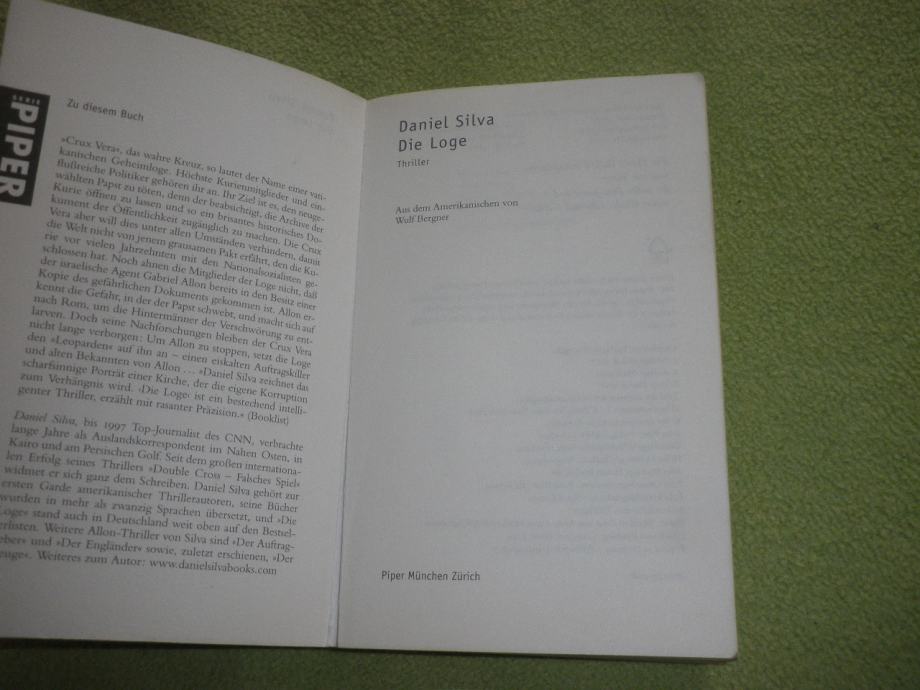 SERIE
PIPER
Zu diesem Buch
»Crux Vera«, das wahre Kreuz, so lautet der Name einer vati-
kanischen Geheimloge. Höchste Kurienmitglieder und ein-
flußreiche Politiker gehören ihr an. Ihr Ziel ist es, den neuge-
wählten Papst zu töten, denn der beabsichtigt, die Archive der
Kurie öffnen zu lassen und so ein brisantes historisches Do-
kument der Öffentlichkeit zugänglich zu machen. Die Crux
Vera aber will dies unter allen Umständen verhindern, damit
die Welt nicht von jenem grausamen Pakt erfährt, den die Ku-
rie vor vielen Jahrzehnten mit den Nationalsozialisten ge-
schlossen hat. Noch ahnen die Mitglieder der Loge nicht, daß
der israelische Agent Gabriel Allon bereits in den Besitz einer
Kopie des gefährlichen Dokuments gekommen ist. Allon er-
kennt die Gefahr, in der der Papst schwebt, und macht sich auf
nach Rom, um die Hintermänner der Verschwörung zu ent-
larven. Doch seine Nachforschungen bleiben der Crux Vera
nicht lange verborgen: Um Allon zu stoppen, setzt die Loge
den »Leoparden« auf ihn an – einen eiskalten Auftragskiller
und alten Bekannten von Allon ... »Daniel Silva zeichnet das
scharfsinnige Porträt einer Kirche, der die eigene Korruption
zum Verhängnis wird. ›Die Loge‹ ist ein bestechend intelli-
genter Thriller, erzählt mit rasanter Präzision.« (Booklist)
Daniel Silva, bis 1997 Top-Journalist des CNN, verbrachte
lange Jahre als Auslandskorrespondent im Nahen Osten, in
Kairo und am Persischen Golf. Seit dem großen internationa-
len Erfolg seines Thrillers »Double Cross – Falsches Spiel«
widmet er sich ganz dem Schreiben. Daniel Silva gehört zur
ersten Garde amerikanischer Thrillerautoren, seine Bücher
wurden in mehr als zwanzig Sprachen übersetzt, und »Die
Loge« stand auch in Deutschland weit oben auf den Bestsel-
erlisten. Weitere Allon-Thriller von Silva sind »Der Auftrag-
eber« und »Der Engländer« sowie, zuletzt erschienen, »Der
euge«. Weiteres zum Autor: www.danielsilvabooks.com
Daniel Silva
Die Loge
Thriller
Aus dem Amerikanischen von
Wulf Bergner
Piper München Zürich